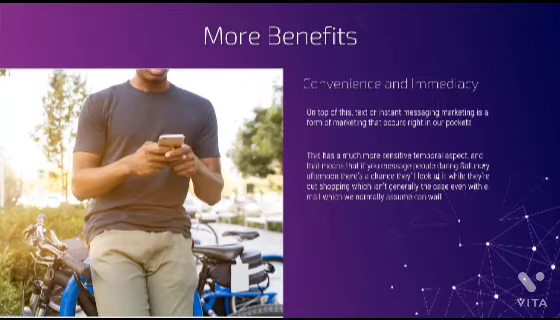 More Benefits
Convenience and Immediacy
On top of this, text or instant messaging marketing is a
form of marketing that occurs right in our pockets
This has a much more sensitive temporal aspect, and
that means that if you message people during Saturday
afternoon there's a chance they'll look at it while they're
out shopping which isn't generally the case even with e
mail which we normally assume can wait.
VITA